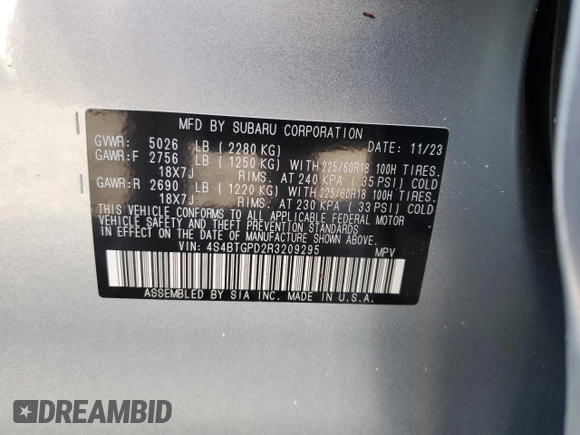 MFD BY SUBARU CORPORATION DATE: 11/23
GVWR: 5026 LB (2280 KG)
GAWR:F 2756 LB (1250 KG) WITH 225/60R18 100H TIRES.
18X7J RIMS. AT 240 KPA (35 PSI) COLD
GAWR:R 2690 LB (1220 KG) WITH 225/60R18 100H TIRES.
18X7J RIMS. AT 230 KPA (33 PSI) COLD
THIS VEHICLE CONFORMS TO ALL APPLICABLE FEDERAL MOTOR
VEHICLE SAFETY AND THEFT PREVENTION STANDARDS
IN EFFECT ON THE
DATE OF MANUFACTURE SHOWN ABOVE.
VIN: 4S4BTGPD2R3209295 MPV
ASSEMBLED BY SIA INC. MADE IN U.S.A.
DREAMBID